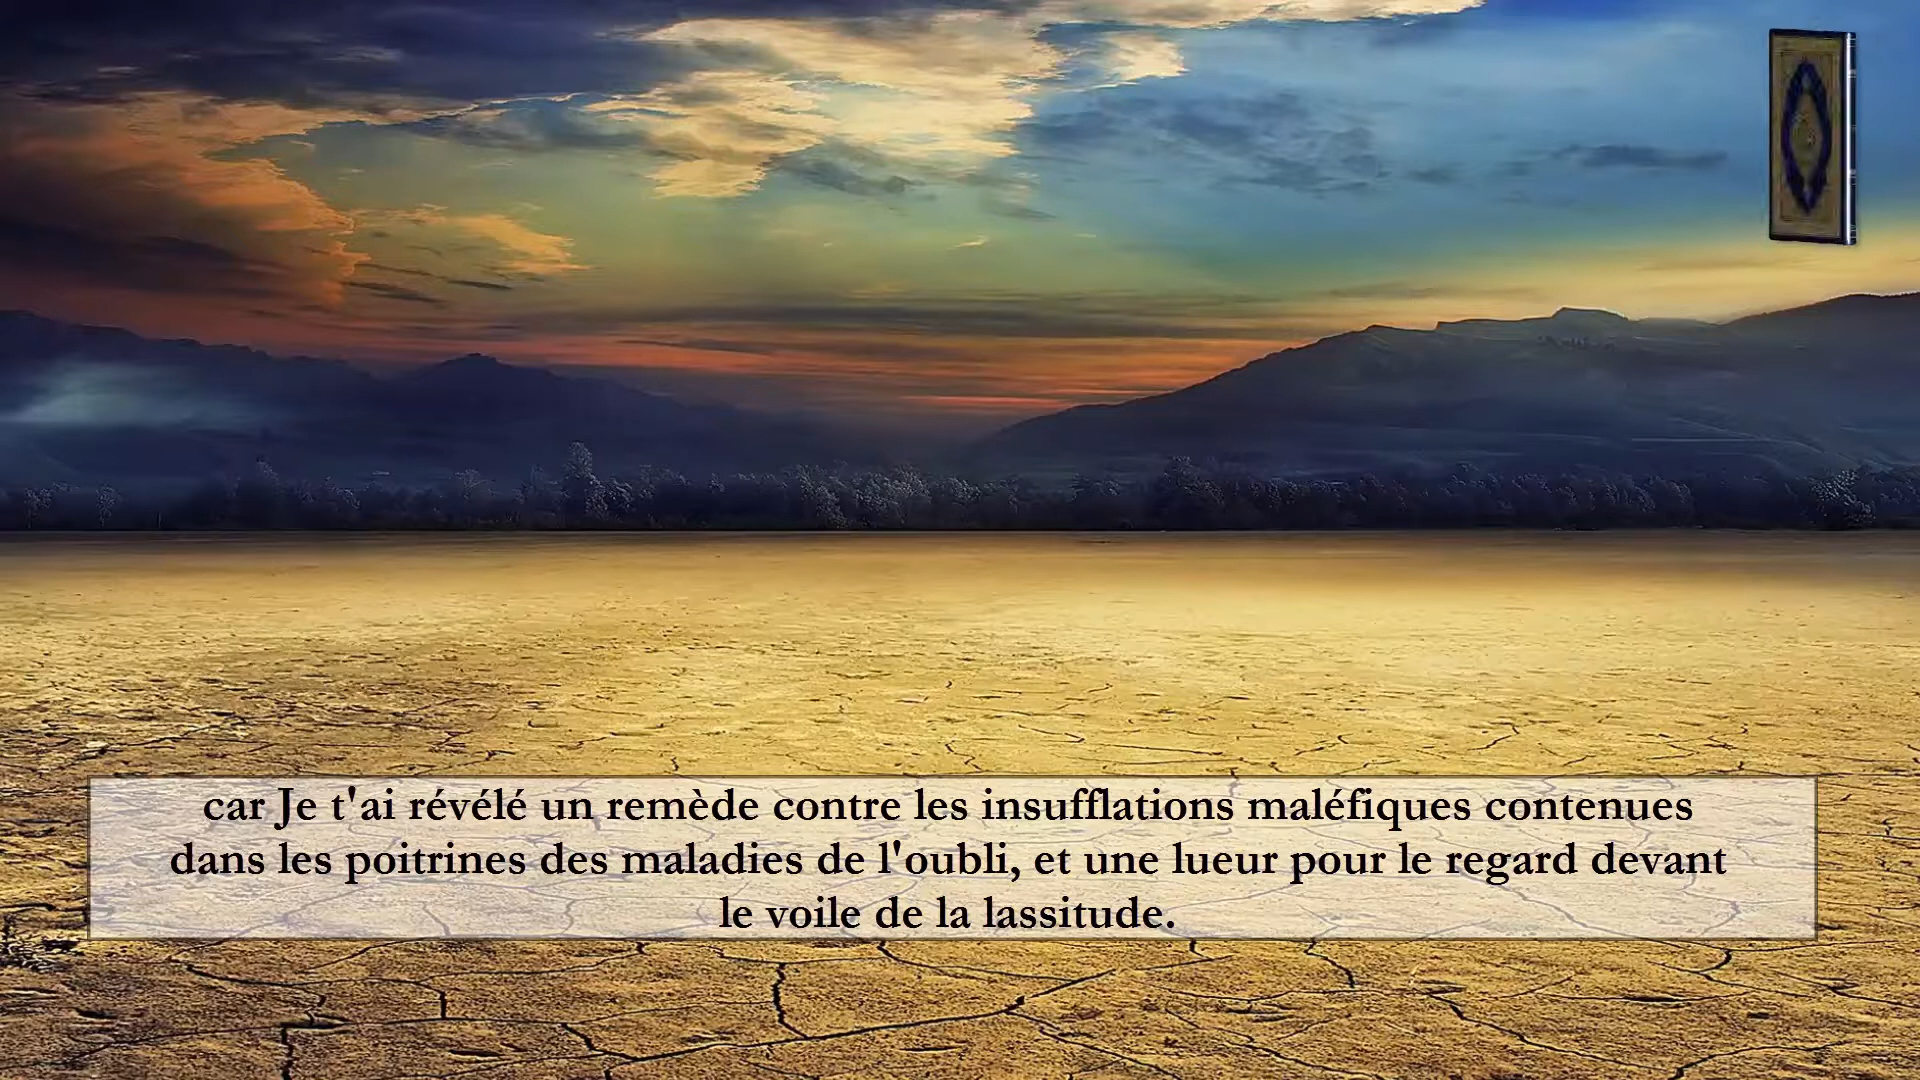 car Je t'ai révélé un remède contre les insufflations maléfiques contenues
dans les poitrines des maladies de l'oubli, et une lueur pour le regard devant
le voile de la lassitude.